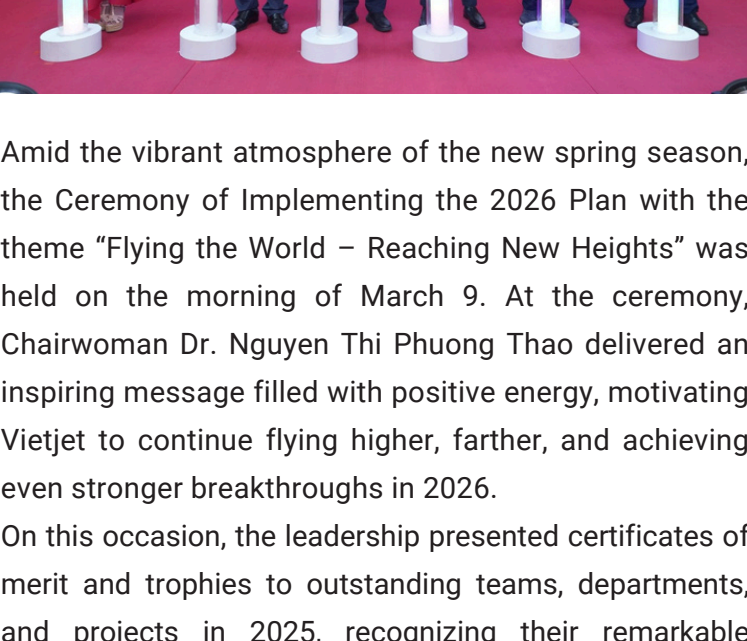 Amid the vibrant atmosphere of the new spring season,
the Ceremony of Implementing the 2026 Plan with the
theme “Flying the World – Reaching New Heights” was
held on the morning of March 9. At the ceremony,
Chairwoman Dr. Nguyen Thi Phuong Thao delivered an
inspiring message filled with positive energy, motivating
Vietjet to continue flying higher, farther, and achieving
even stronger breakthroughs in 2026.
On this occasion, the leadership presented certificates of
merit and trophies to outstanding teams, departments,
and projects in 2025, recognizing their remarkable